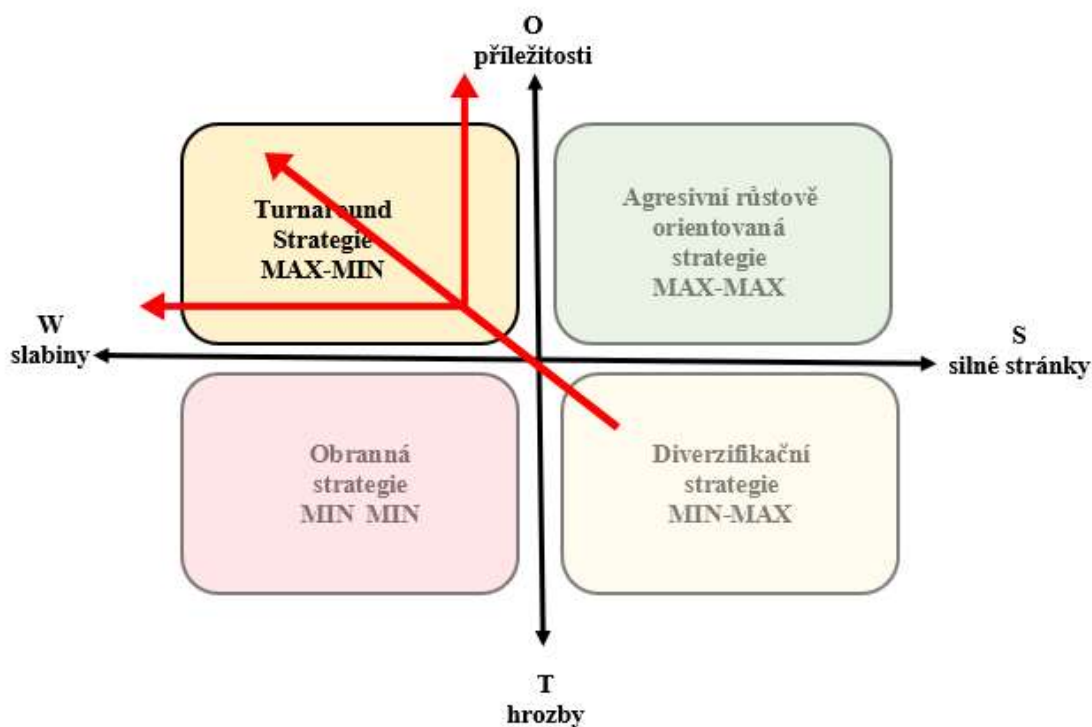 O
příležitosti
Turnaround
Strategie
MAX-MIN
Agresivní růstově
orientovaná
strategie
MAX-MAX
W
slabiny
S
silné stránky
Obranná
strategie
MIN MIN
Diverzifikační
strategie
MIN-MAX
T
hrozby